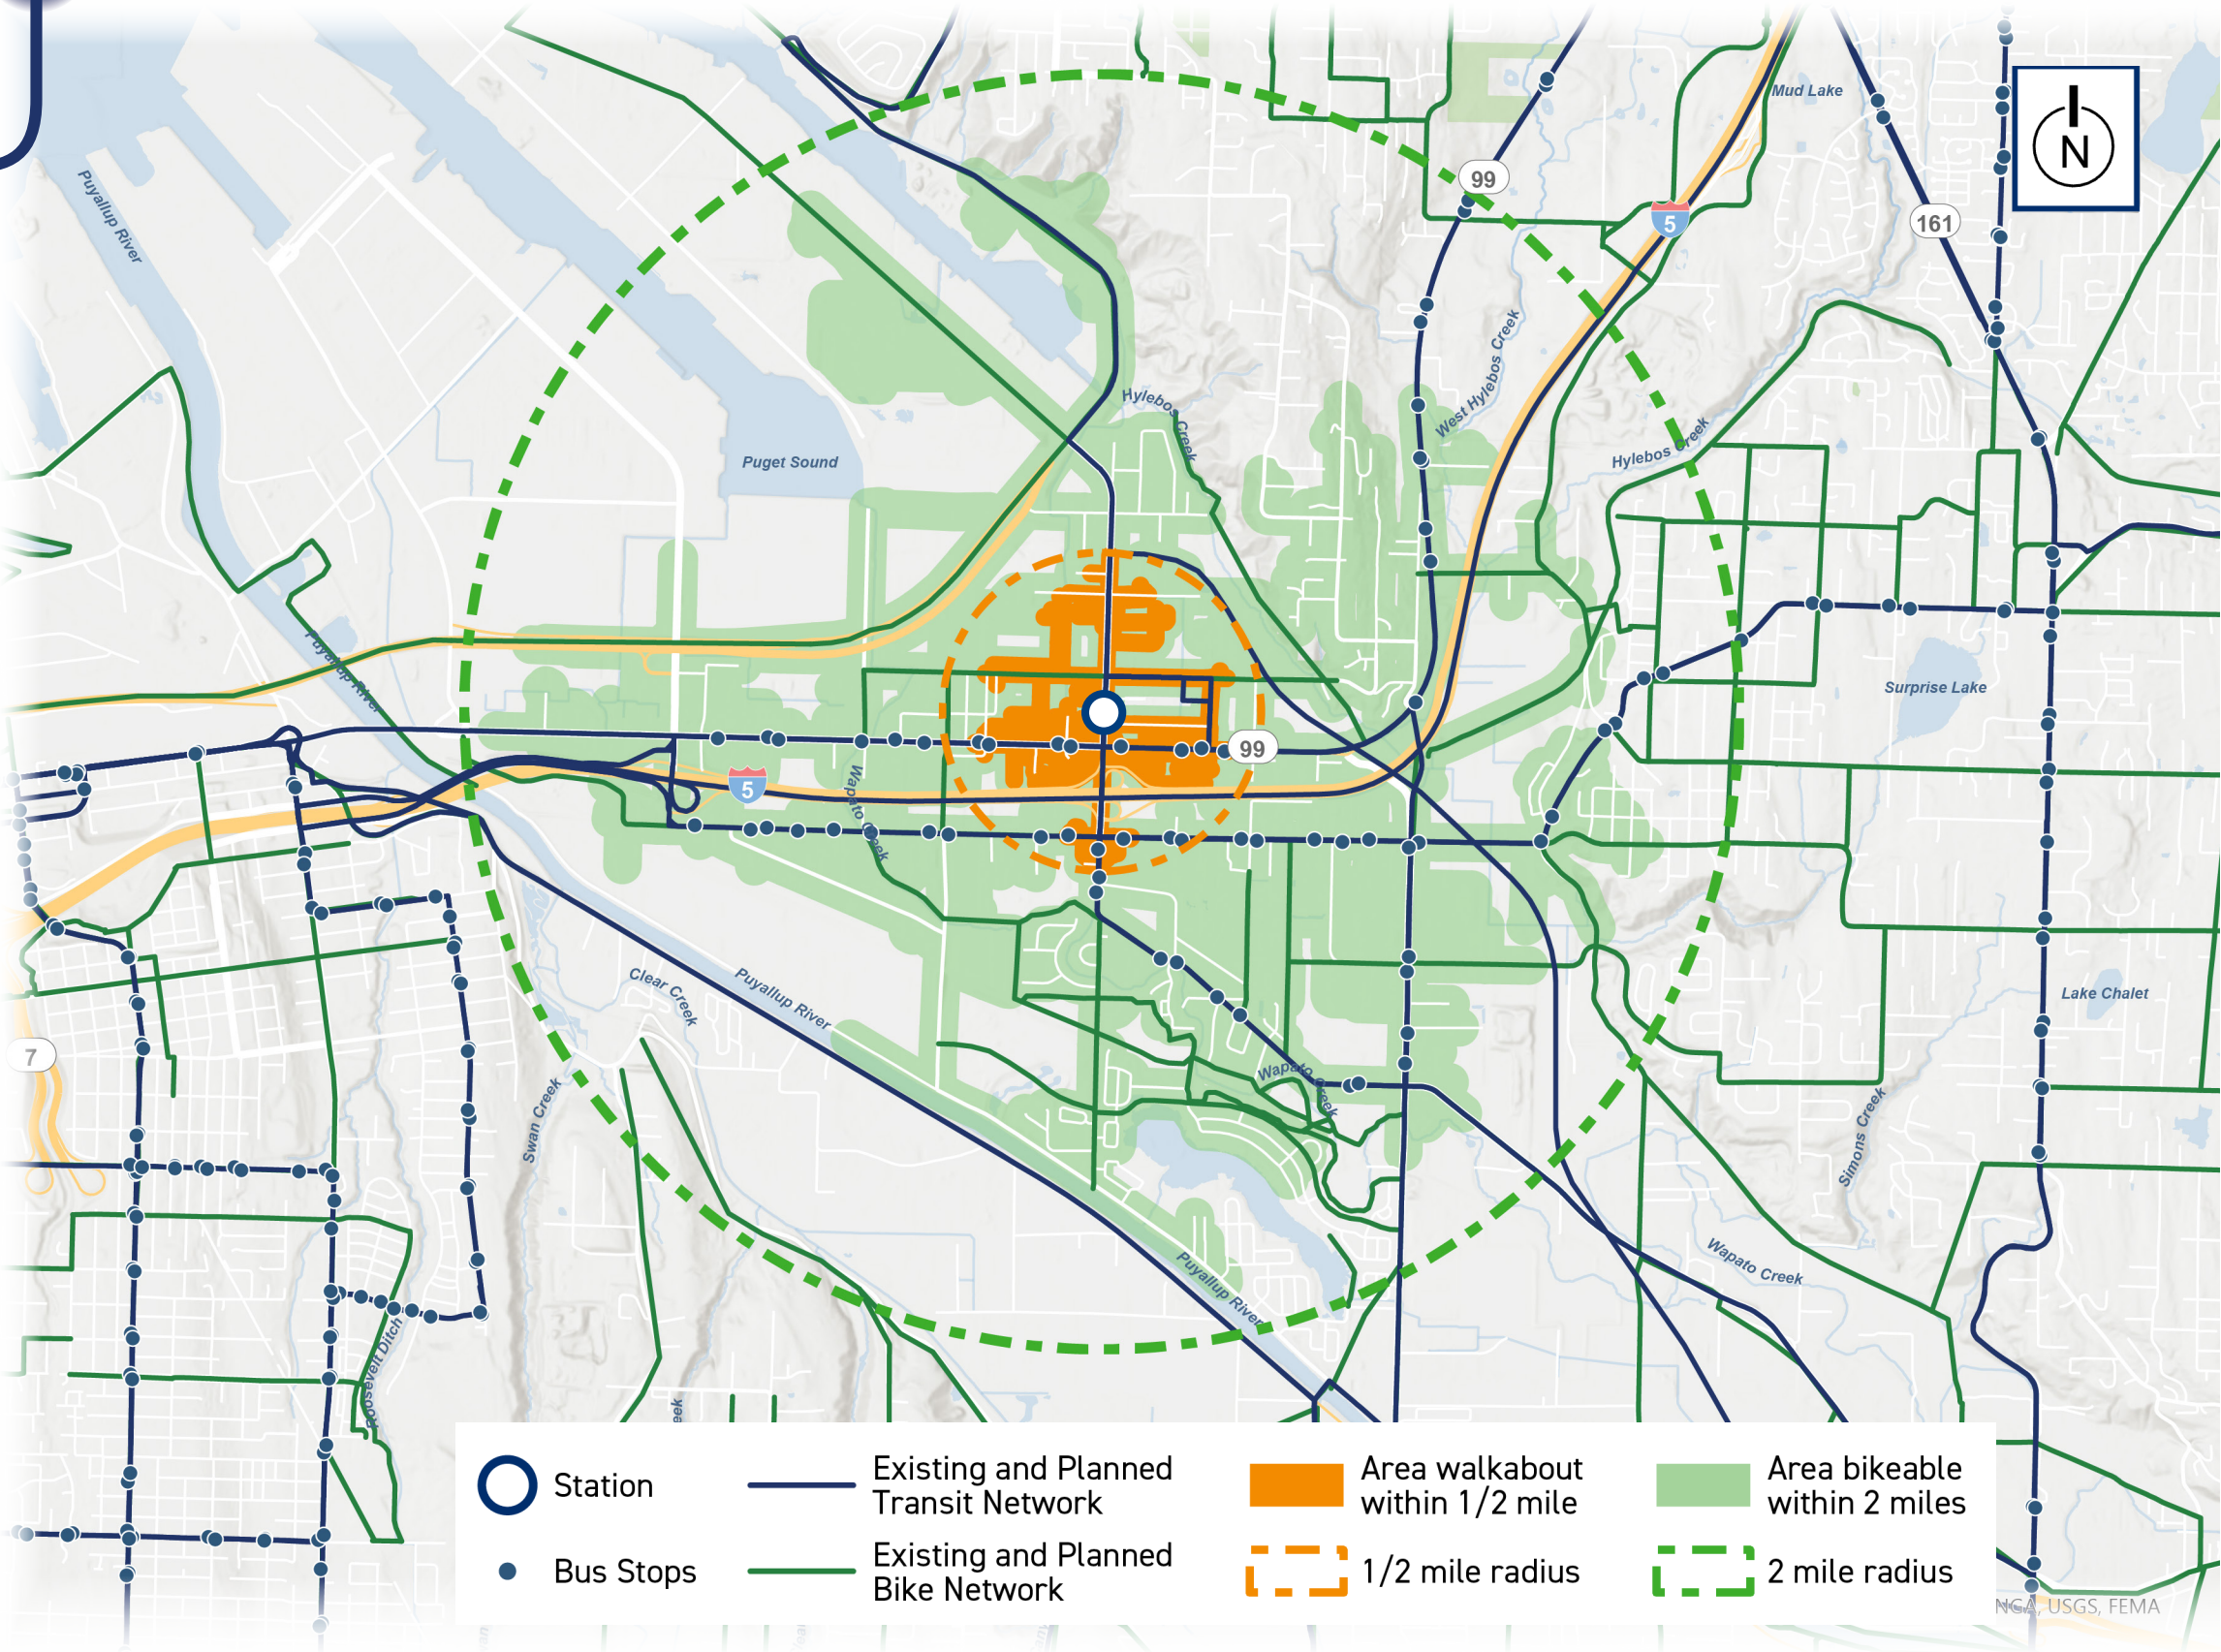 Mud Lake
N
99
5
161
Puyallup River
West Hylebos Creek
Hylebos Creek
Hylebos Creek
Puget Sound
Puyallup River
Surprise Lake
99
5
Wapato Creek
Clear Creek
Puyallup River
Lake Chalet
7
Swan Creek
Wapato Creek
Simons Creek
Wapato Creek
Puyallup River
Roosevelt Ditch
eek
Station
Existing and Planned
Transit Network
Area walkabout
within 1/2 mile
Area bikeable
within 2 miles
Bus Stops
Existing and Planned
Bike Network
1/2 mile radius
2 mile radius
NGA, USGS, FEMA